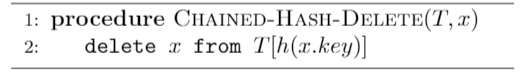 1: procedure CHAINED-HASH-DELETE(T, x)
2: delete x from T[h(x.key)]